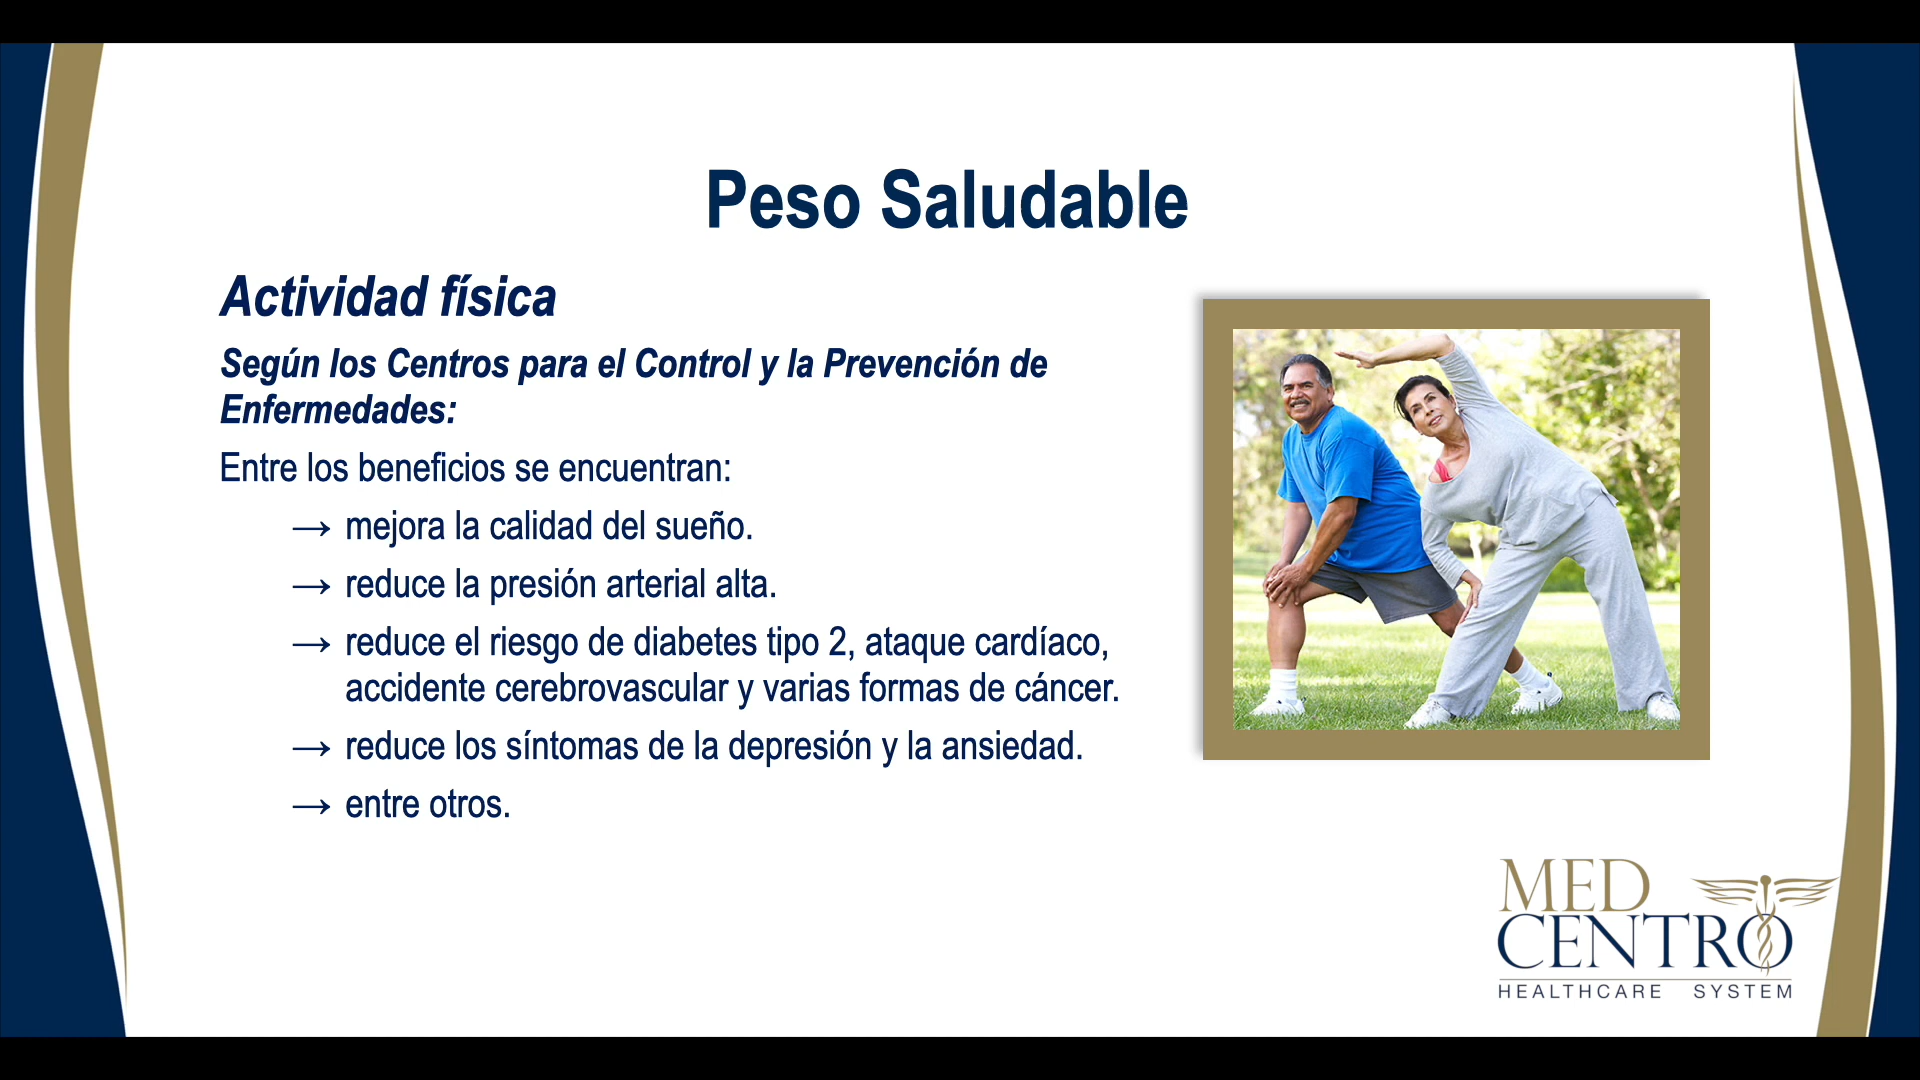 Peso Saludable
Actividad física
Según los Centros para el Control y la Prevención de
Enfermedades:
Entre los beneficios se encuentran:
→ mejora la calidad del sueño.
→ reduce la presión arterial alta.
→ reduce el riesgo de diabetes tipo 2, ataque cardíaco,
accidente cerebrovascular y varias formas de cáncer.
→ reduce los síntomas de la depresión y la ansiedad.
→ entre otros.
MED
CENTRO
HEALTHCARE SYSTEM